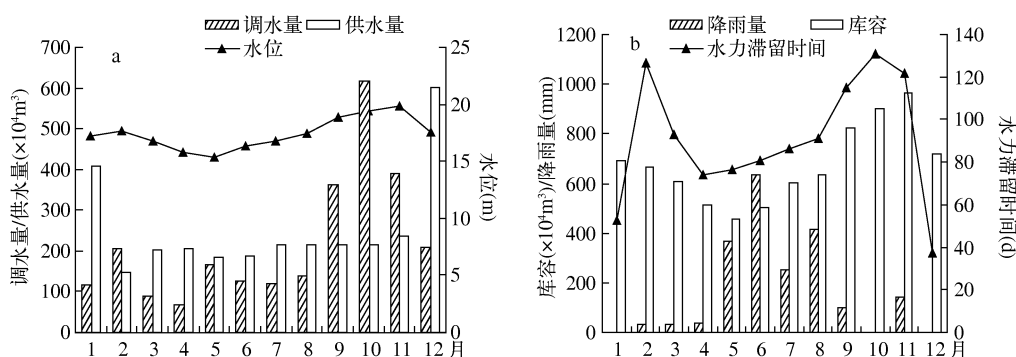 调水量 供水量
水位
a
700
600
500
400
300
200
100
0
25
20
15
10
5
0
1 2 3 4 5 6 7 8 9 10 11 12 月
调水量/供水量(×10⁴m³)
水位(m)
降雨量 库容
水力滞留时间
b
1200
1000
800
600
400
200
0
140
120
100
80
60
40
20
0
1 2 3 4 5 6 7 8 9 10 11 12 月
库容(×10⁴m³)/降雨量(mm)
水力滞留时间(d)